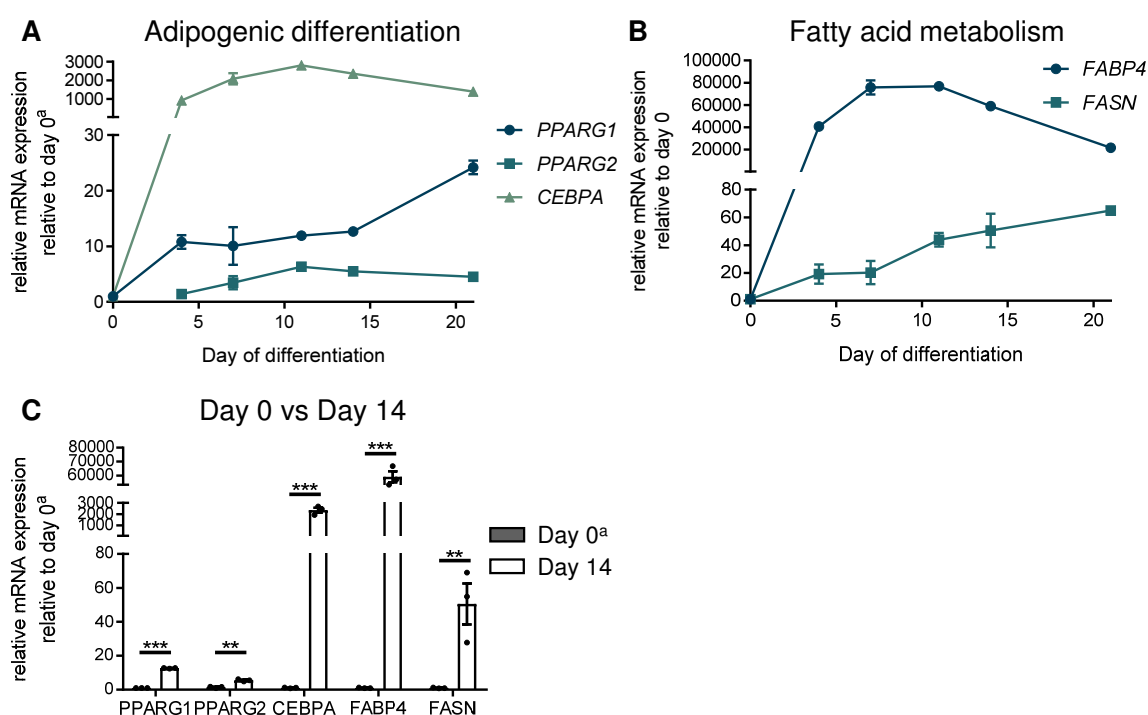 A
Adipogenic differentiation
relative mRNA expression
relative to day 0ª
3000
2000
1000
30
20
10
0
0
5
10
15
20
Day of differentiation
PPARG1
PPARG2
CEBPA
B
Fatty acid metabolism
relative mRNA expression
relative to day 0
100000
80000
60000
40000
20000
80
60
40
20
0
0
5
10
15
20
Day of differentiation
FABP4
FASN
C
Day 0 vs Day 14
relative mRNA expression
relative to day 0ª
80000
70000
60000
3000
2000
1000
80
60
40
20
0
***
**
***
***
**
PPARG1 PPARG2 CEBPA FABP4 FASN
Day 0ª
Day 14